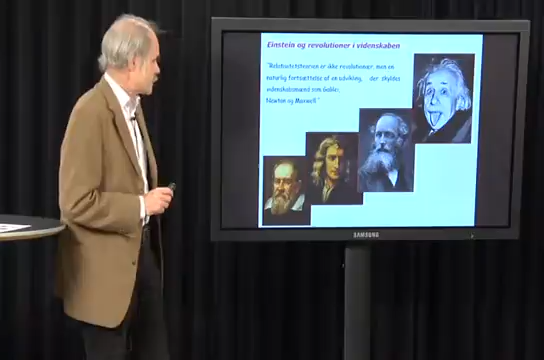 Einstein og revolutioner i videnskaben
"Relativitetsteorien er ikke revolutionær, men en
naturlig fortsættelse af en udvikling, der skyldes
videnskabsmænd som Galilei,
Newton og Maxwell."
SAMSUNG